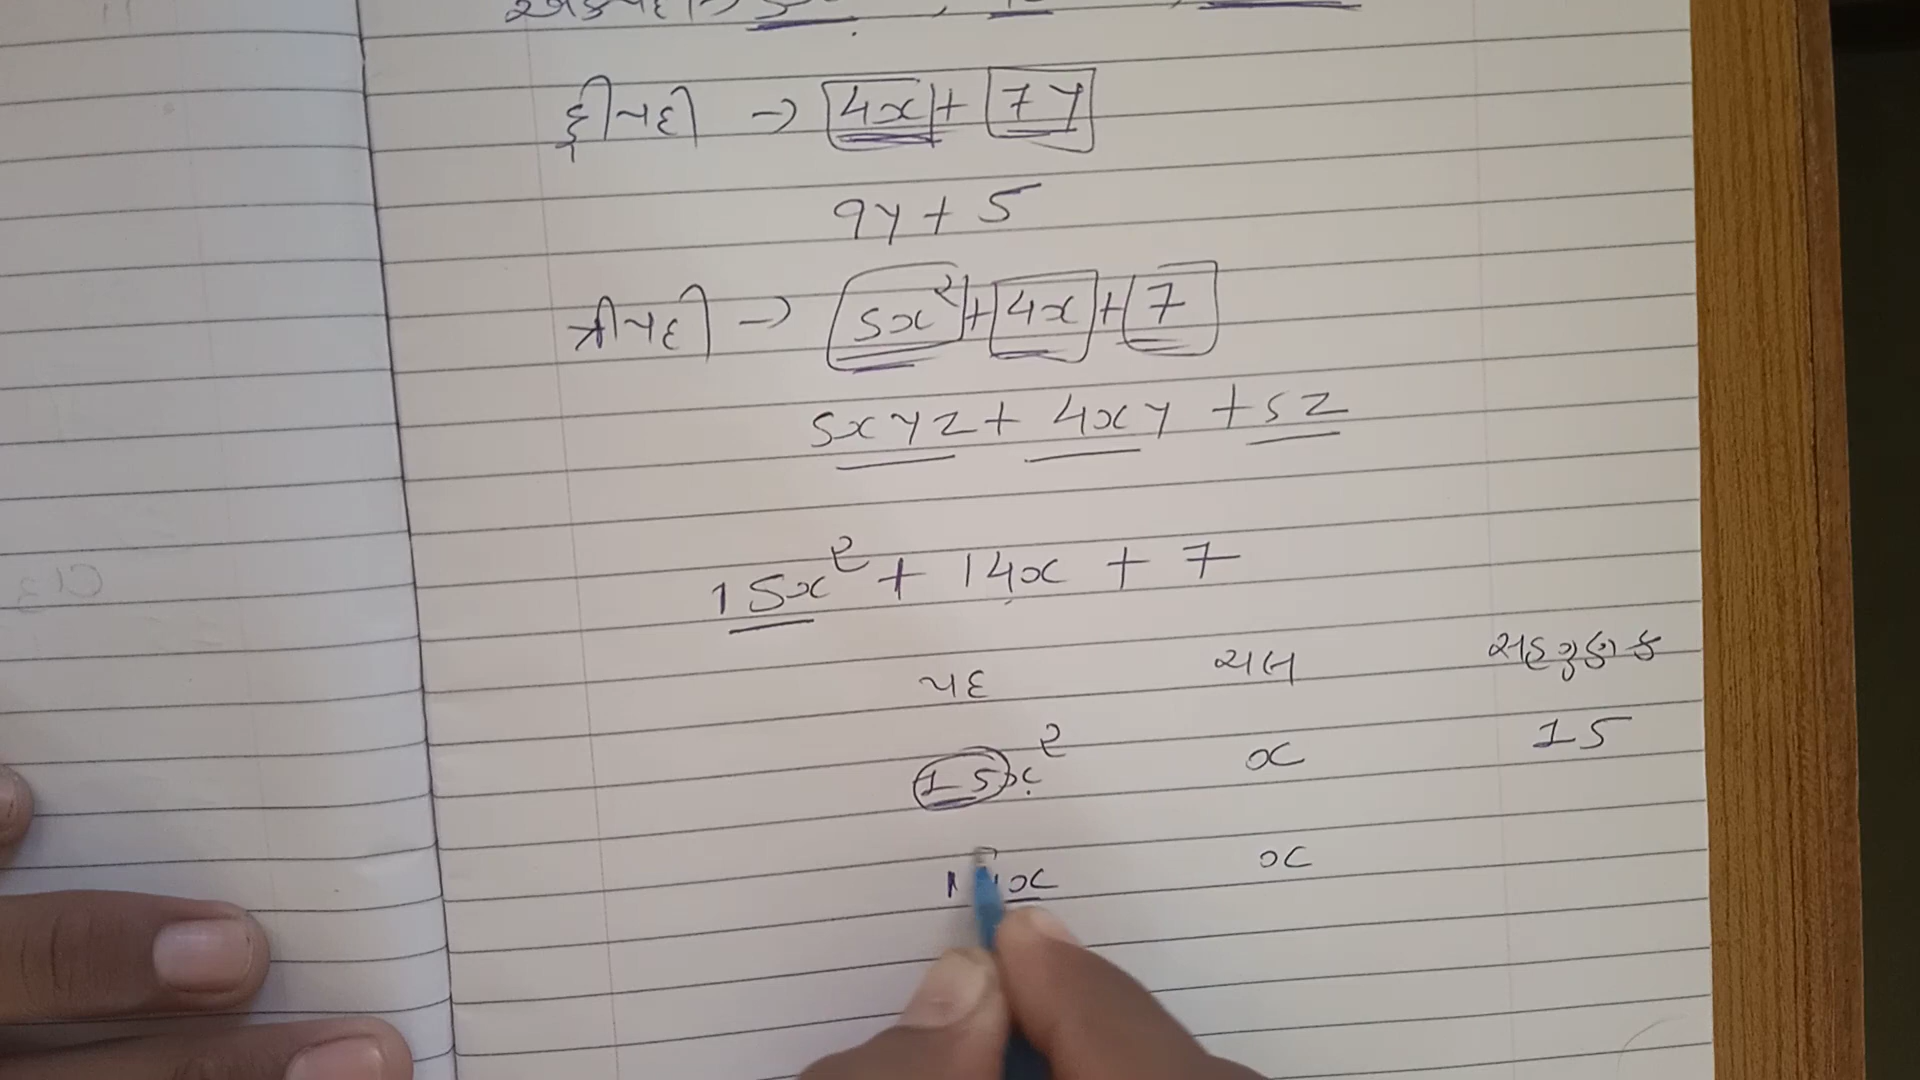 દ્વીપદી → 4x + 7y
9y + 5
ત્રીપદી → 5x² + 4x + 7
5xyz + 4xy + 5z
15x² + 14x + 7
પદ ચલ સહગુણક
15x² x 15
14x x